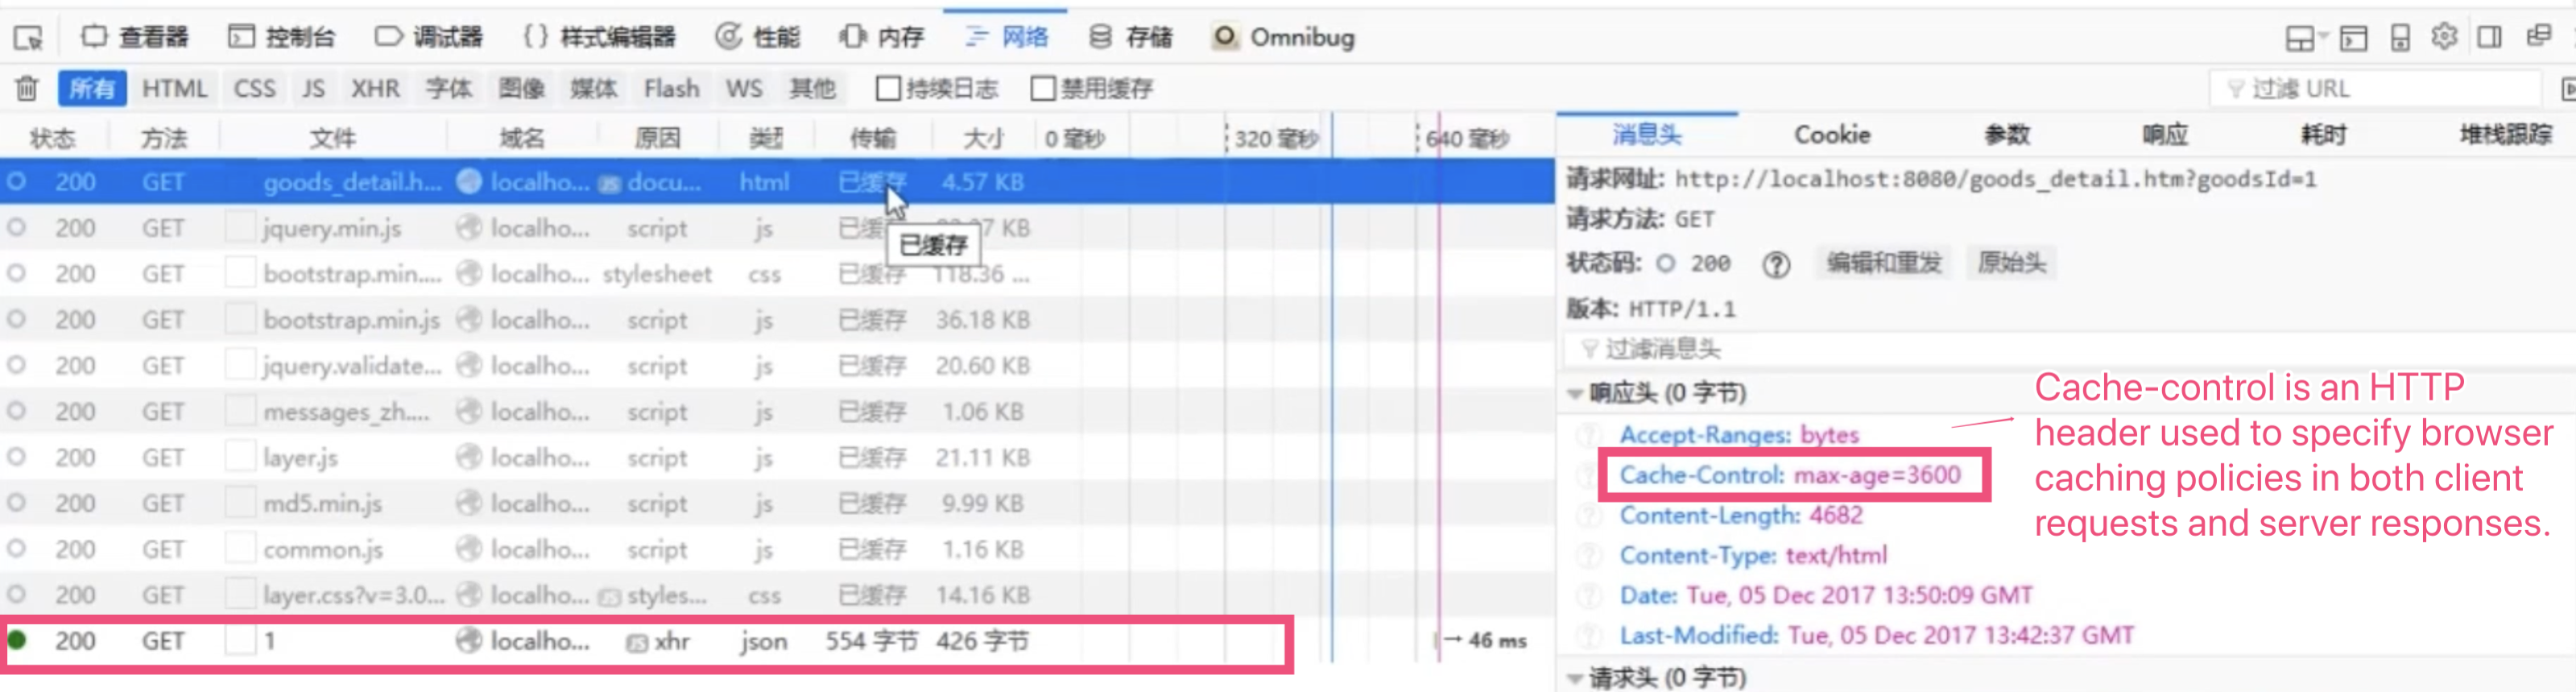 查看器 控制台 调试器 {} 样式编辑器 性能 内存 网络 存储 Omnibug
所有 HTML CSS JS XHR 字体 图像 媒体 Flash WS 其他 持续日志 禁用缓存 过滤 URL
状态 方法 文件 域名 原因 类型 传输 大小 0 毫秒 320 毫秒 640 毫秒
200 GET goods_detail.h... localho... docu... html 已缓存 4.57 KB
200 GET jquery.min.js localho... script js KB
已缓存
200 GET bootstrap.min.... localho... stylesheet css 已缓存 118.36 ...
200 GET bootstrap.min.js localho... script js 已缓存 36.18 KB
200 GET jquery.validate... localho... script js 已缓存 20.60 KB
200 GET messages_zh.... localho... script js 已缓存 1.06 KB
200 GET layer.js localho... script js 已缓存 21.11 KB
200 GET md5.min.js localho... script js 已缓存 9.99 KB
200 GET common.js localho... script js 已缓存 1.16 KB
200 GET layer.css?v=3.0... localho... styles... css 已缓存 14.16 KB
200 GET 1 localho... xhr json 554 字节 426 字节 → 46 ms
消息头 Cookie 参数 响应 耗时 堆栈跟踪
请求网址: http://localhost:8080/goods_detail.htm?goodsId=1
请求方法: GET
状态码: 200 ? 编辑和重发 原始头
版本: HTTP/1.1
过滤消息头
响应头 (0 字节)
Accept-Ranges: bytes
Cache-Control: max-age=3600
Content-Length: 4682
Content-Type: text/html
Date: Tue, 05 Dec 2017 13:50:09 GMT
Last-Modified: Tue, 05 Dec 2017 13:42:37 GMT
请求头 (0 字节)
Cache-control is an HTTP
header used to specify browser
caching policies in both client
requests and server responses.